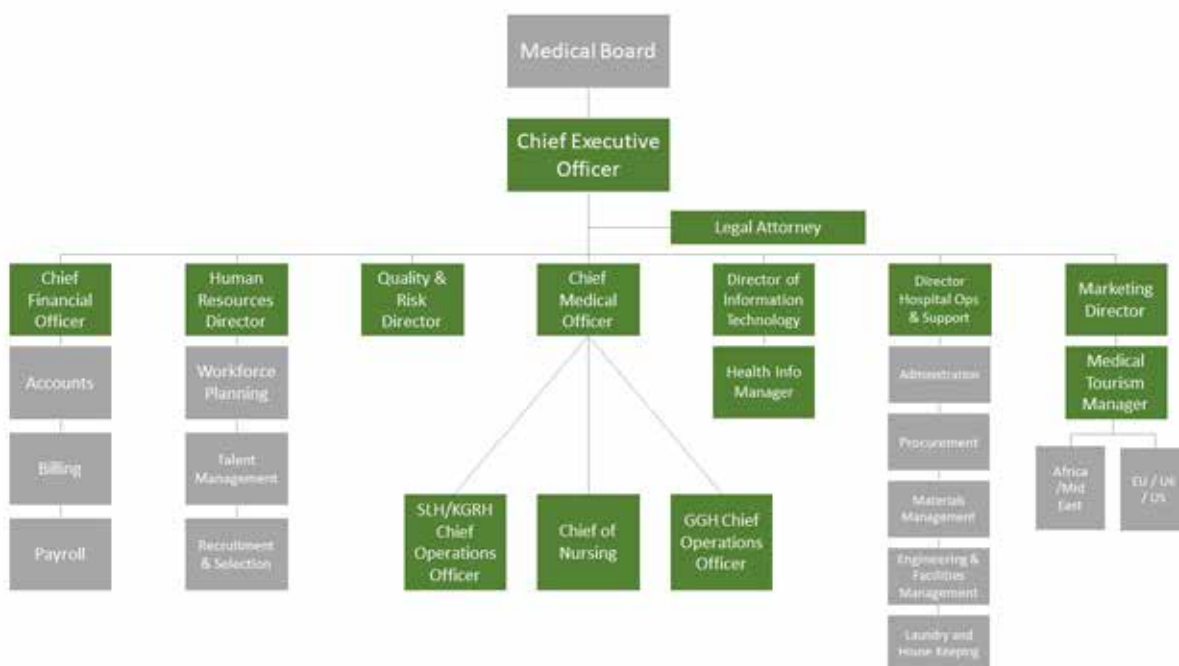 Medical Board
Chief Executive
Officer
Legal Attorney
Chief
Financial
Officer
Human
Resources
Director
Quality &
Risk
Director
Chief
Medical
Officer
Director of
Information
Technology
Director
Hospital Ops
& Support
Marketing
Director
Accounts
Billing
Payroll
Workforce
Planning
Talent
Management
Recruitment
& Selection
SLH/KGRH
Chief
Operations
Officer
Chief of
Nursing
GGH Chief
Operations
Officer
Health Info
Manager
Administration
Procurement
Materials
Management
Engineering &
Facilities
Management
Laundry and
House Keeping
Medical
Tourism
Manager
Africa
/Mid
East
EU / UK
/ US